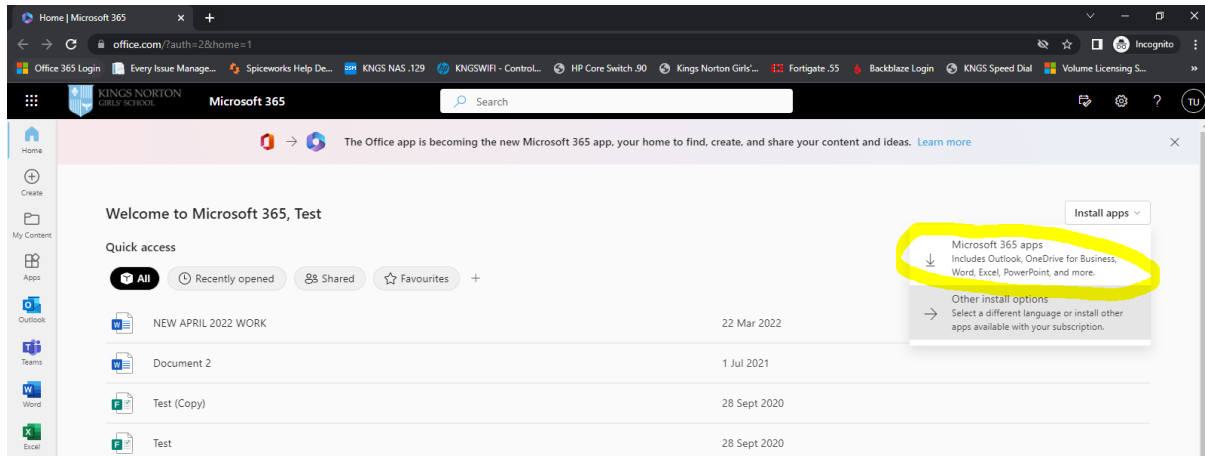 Home | Microsoft 365
office.com/?auth=2&home=1
Incognito
Office 365 Login Every Issue Manage... Spiceworks Help De... DSM KNGS NAS .129 KNGSWIFI - Control... HP Core Switch .90 Kings Norton Girls'... Fortigate .55 Backblaze Login KNGS Speed Dial Volume Licensing S... »
KINGS NORTON
GIRLS' SCHOOL
Microsoft 365
Search
TU
The Office app is becoming the new Microsoft 365 app, your home to find, create, and share your content and ideas. Learn more
Home
Create
My Content
Apps
Outlook
Teams
Word
Excel
Welcome to Microsoft 365, Test
Install apps
Microsoft 365 apps
Includes Outlook, OneDrive for Business,
Word, Excel, PowerPoint, and more.
Other install options
Select a different language or install other
apps available with your subscription.
Quick access
All Recently opened Shared Favourites
NEW APRIL 2022 WORK 22 Mar 2022
Document 2 1 Jul 2021
Test (Copy) 28 Sept 2020
Test 28 Sept 2020